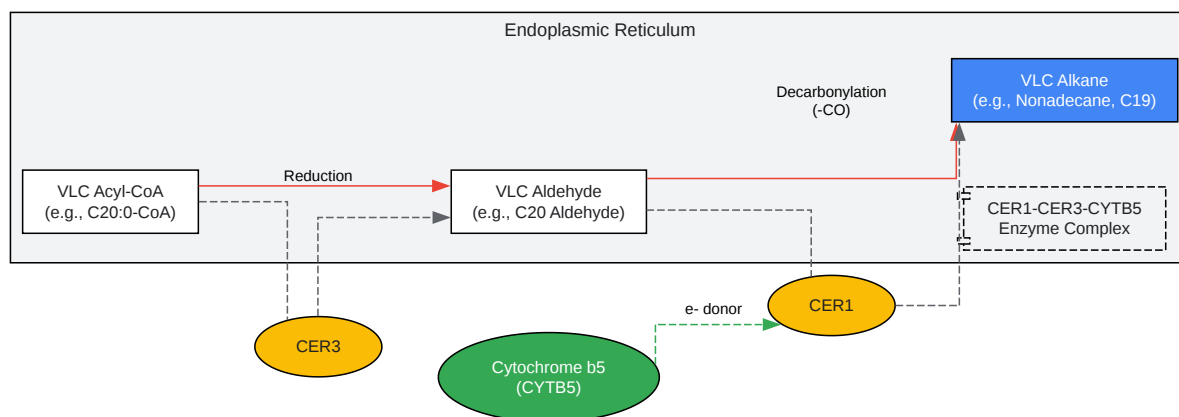 Endoplasmic Reticulum
Decarbonylation
(-CO)
VLC Alkane
(e.g., Nonadecane, C19)
VLC Acyl-CoA
(e.g., C20:0-CoA)
Reduction
VLC Aldehyde
(e.g., C20 Aldehyde)
CER1-CER3-CYTB5
Enzyme Complex
CER3
e- donor
CER1
Cytochrome b5
(CYTB5)